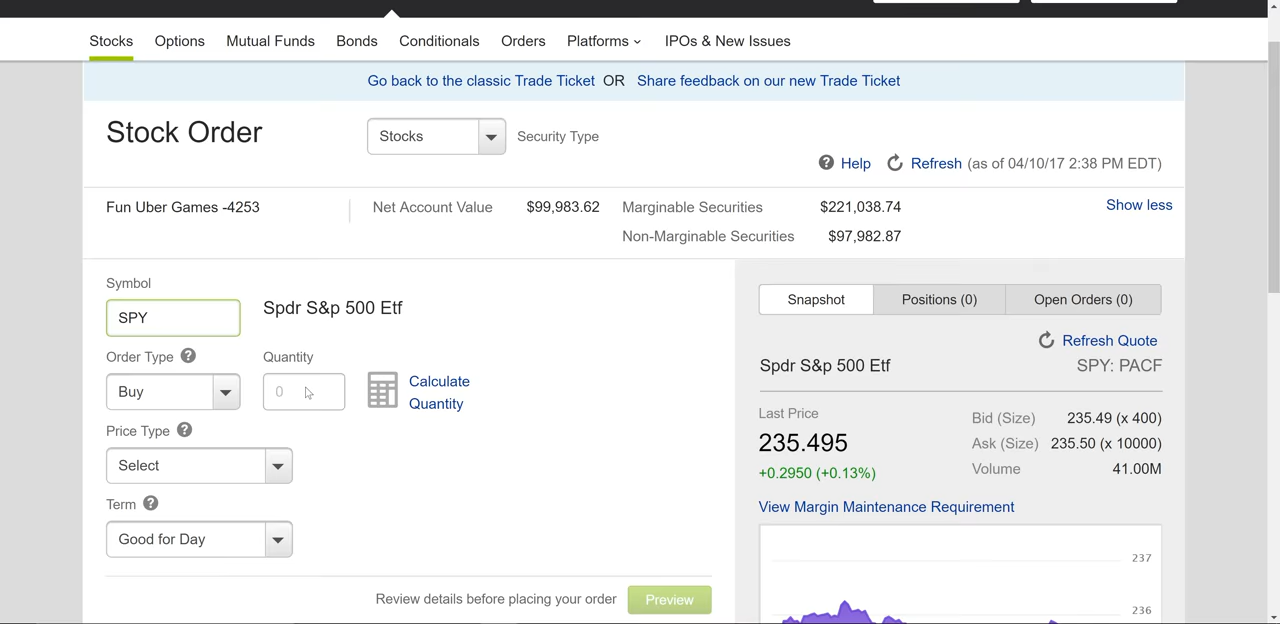 Stocks Options Mutual Funds Bonds Conditionals Orders Platforms IPOs & New Issues
Go back to the classic Trade Ticket OR Share feedback on our new Trade Ticket
Stock Order
Stocks Security Type
Help Refresh (as of 04/10/17 2:38 PM EDT)
Fun Uber Games -4253 Net Account Value $99,983.62 Marginable Securities $221,038.74 Show less
Non-Marginable Securities $97,982.87
Symbol
SPY Spdr S&p 500 Etf
Order Type ? Quantity
Buy 0 Calculate
Quantity
Price Type ?
Select
Term ?
Good for Day
Review details before placing your order Preview
Snapshot Positions (0) Open Orders (0)
Refresh Quote
Spdr S&p 500 Etf SPY: PACF
Last Price Bid (Size) 235.49 (x 400)
235.495 Ask (Size) 235.50 (x 10000)
+0.2950 (+0.13%) Volume 41.00M
View Margin Maintenance Requirement
237
236